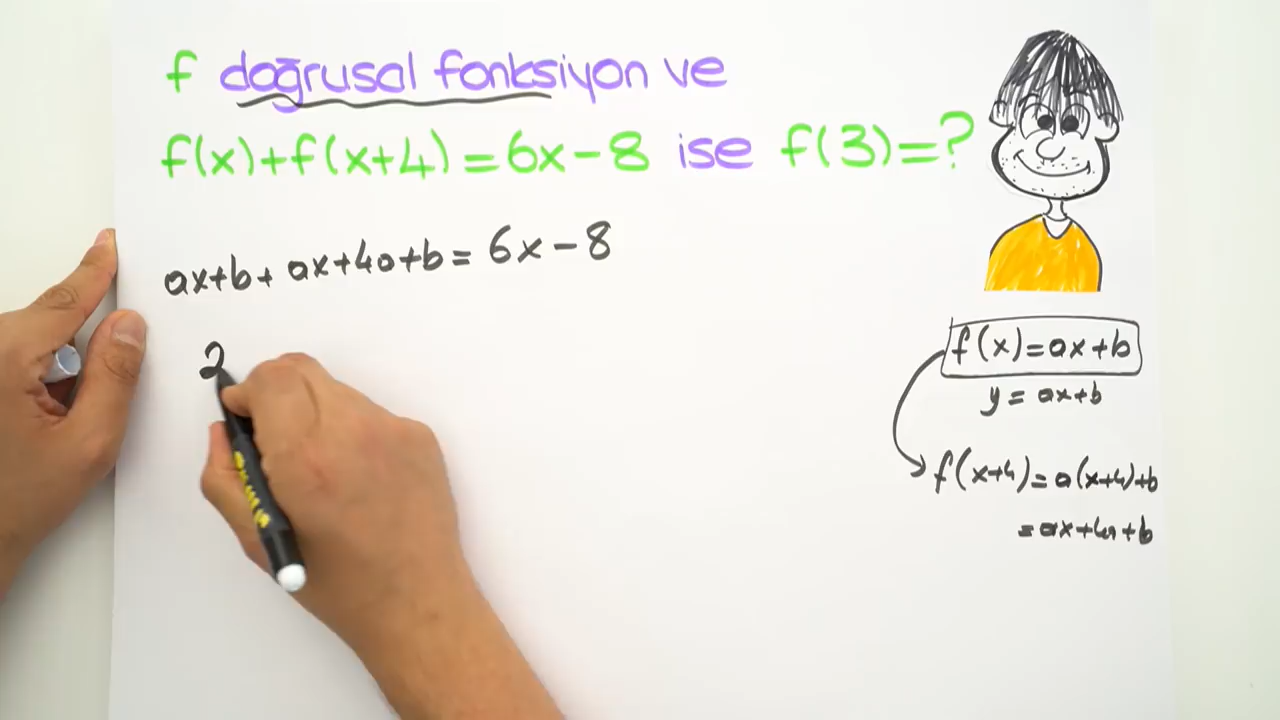 f doğrusal fonksiyon ve
f(x)+f(x+4)=6x-8 ise f(3)=?
ax+b+ax+4a+b=6x-8
2
f(x)=ax+b
y=ax+b
f(x+4)=a(x+4)+b
=ax+4a+b